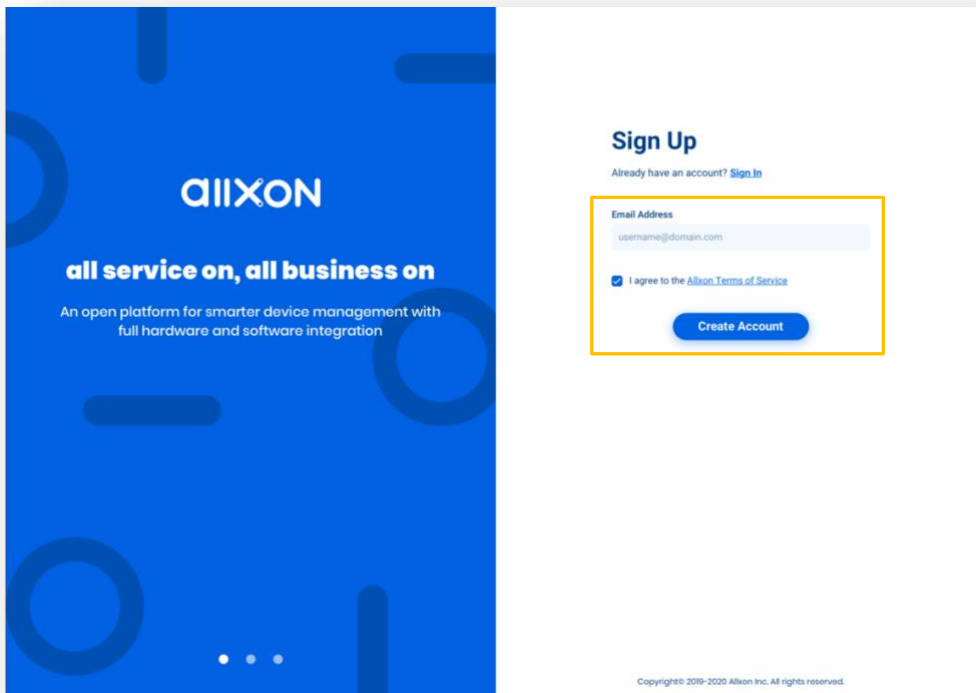 allxon
all service on, all business on
An open platform for smarter device management with
full hardware and software integration
Sign Up
Already have an account? Sign In
Email Address
username@domain.com
I agree to the Allxon Terms of Service
Create Account
Copyright© 2019-2020 Allxon Inc. All rights reserved.